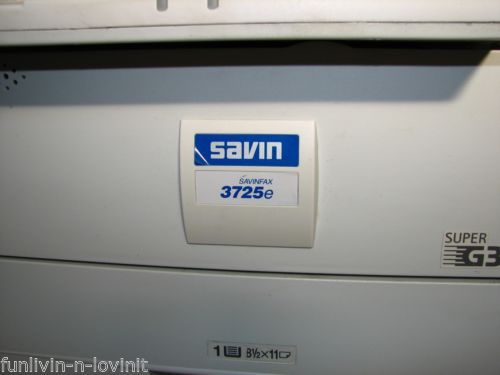 savin
SAVINFAX
3725e
SUPER
G3
1 8½×11
funlivin-n-lovinit